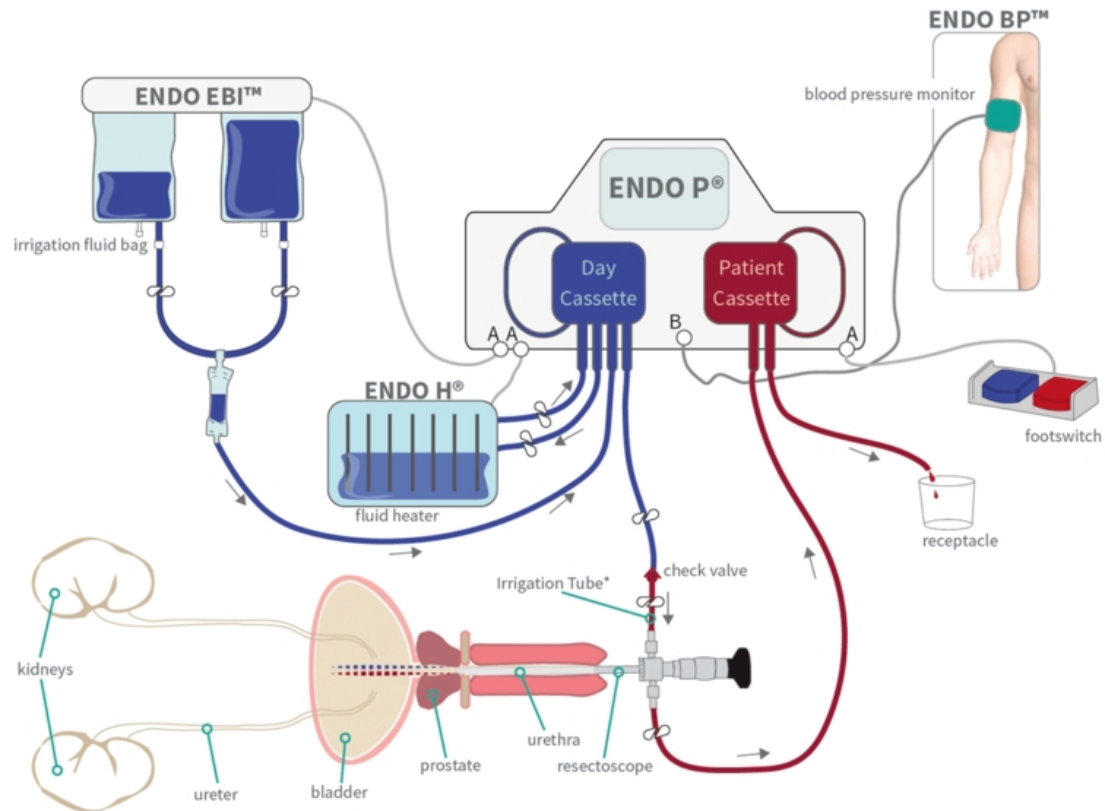 ENDO BP™
blood pressure monitor
ENDO EBI™
ENDO P®
irrigation fluid bag
Day
Cassette
Patient
Cassette
A A
B
A
ENDO H®
footswitch
fluid heater
receptacle
check valve
Irrigation Tube*
kidneys
urethra
prostate
resectoscope
ureter
bladder